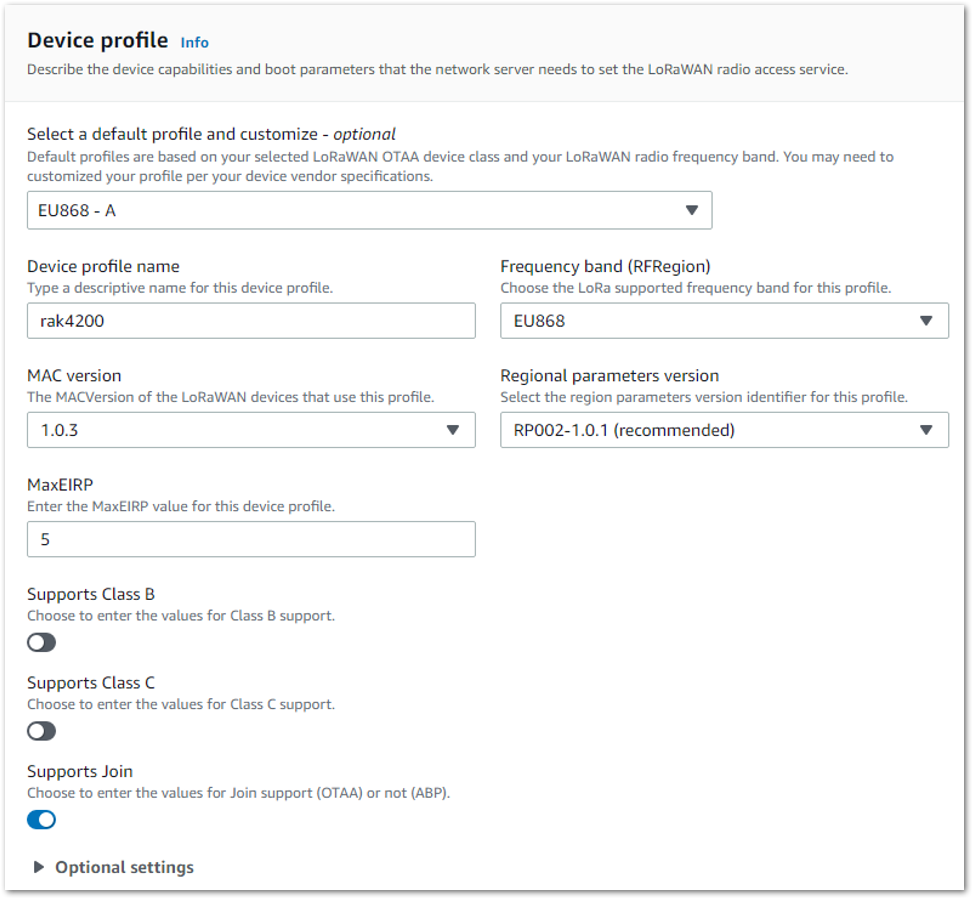 Device profile Info
Describe the device capabilities and boot parameters that the network server needs to set the LoRaWAN radio access service.
Select a default profile and customize - optional
Default profiles are based on your selected LoRaWAN OTAA device class and your LoRaWAN radio frequency band. You may need to
customized your profile per your device vendor specifications.
EU868 - A
Device profile name
Type a descriptive name for this device profile.
rak4200
Frequency band (RFRegion)
Choose the LoRa supported frequency band for this profile.
EU868
MAC version
The MACVersion of the LoRaWAN devices that use this profile.
1.0.3
Regional parameters version
Select the region parameters version identifier for this profile.
RP002-1.0.1 (recommended)
MaxEIRP
Enter the MaxEIRP value for this device profile.
5
Supports Class B
Choose to enter the values for Class B support.
Supports Class C
Choose to enter the values for Class C support.
Supports Join
Choose to enter the values for Join support (OTAA) or not (ABP).
Optional settings